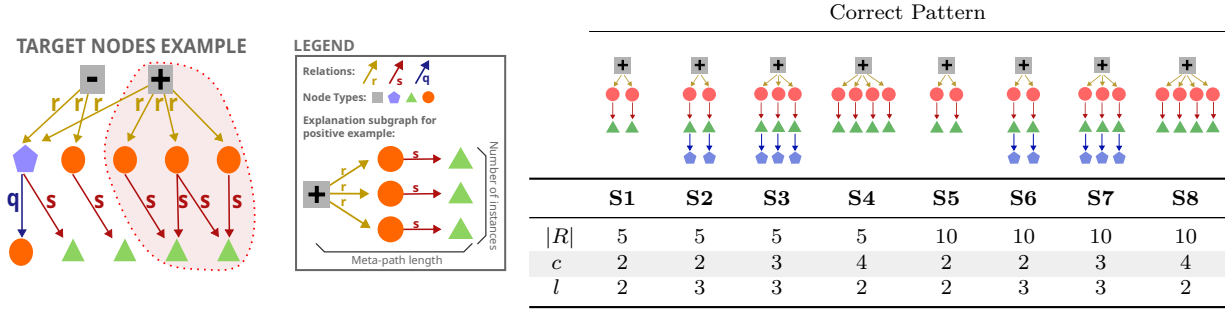 Correct Pattern
TARGET NODES EXAMPLE
- +
r r r r r r
q s s s s s
LEGEND
Relations: r s q
Node Types:
Explanation subgraph for
positive example:
+ r s
r s
r s
Number of instances
Meta-path length
+ + + + + + + +
S1 S2 S3 S4 S5 S6 S7 S8
|R| 5 5 5 5 10 10 10 10
c 2 2 3 4 2 2 3 4
l 2 3 3 2 2 3 3 2